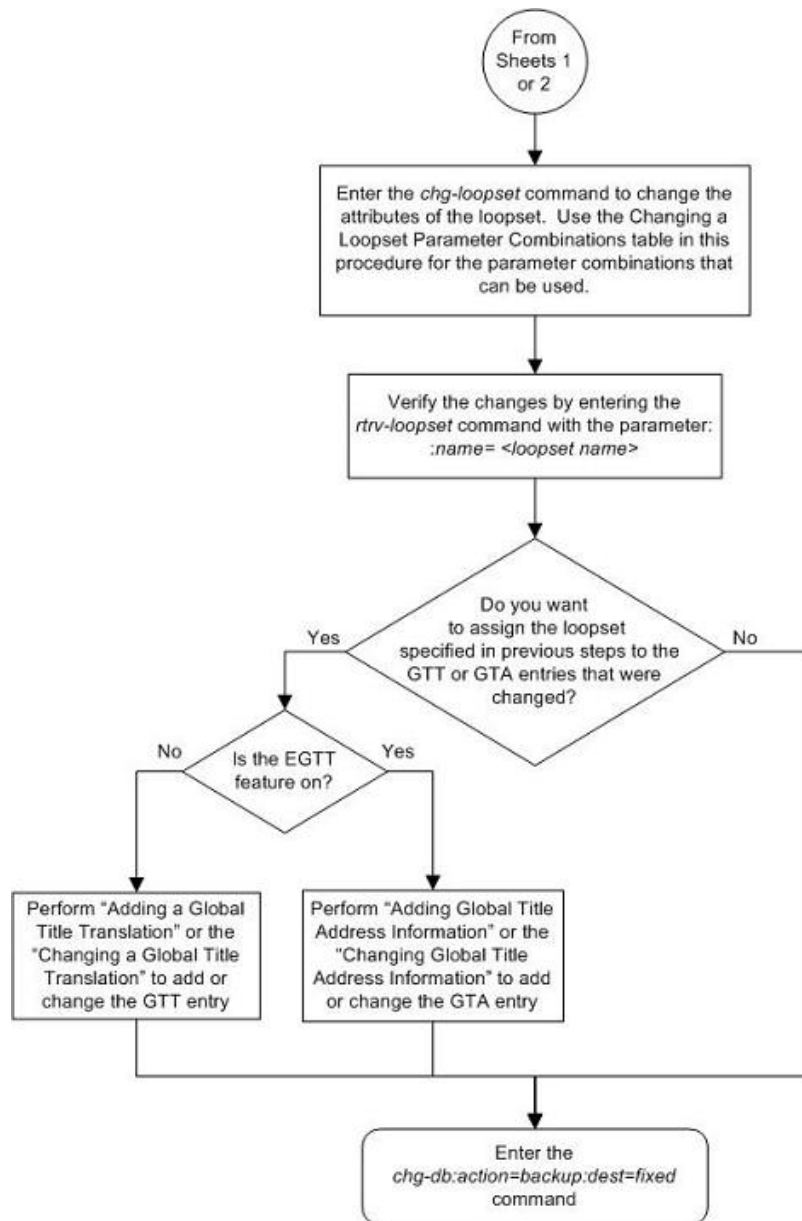 From
Sheets 1
or 2
Enter the chg-loopset command to change the
attributes of the loopset. Use the Changing a
Loopset Parameter Combinations table in this
procedure for the parameter combinations that
can be used.
Verify the changes by entering the
rtrv-loopset command with the parameter:
:name= <loopset name>
Do you want
to assign the loopset
specified in previous steps to the
GTT or GTA entries that were
changed?
Yes
No
Is the EGTT
feature on?
No
Yes
Perform “Adding a Global
Title Translation” or the
“Changing a Global Title
Translation” to add or
change the GTT entry
Perform “Adding Global Title
Address Information” or the
“Changing Global Title
Address Information” to add
or change the GTA entry
Enter the
chg-db:action=backup:dest=fixed
command